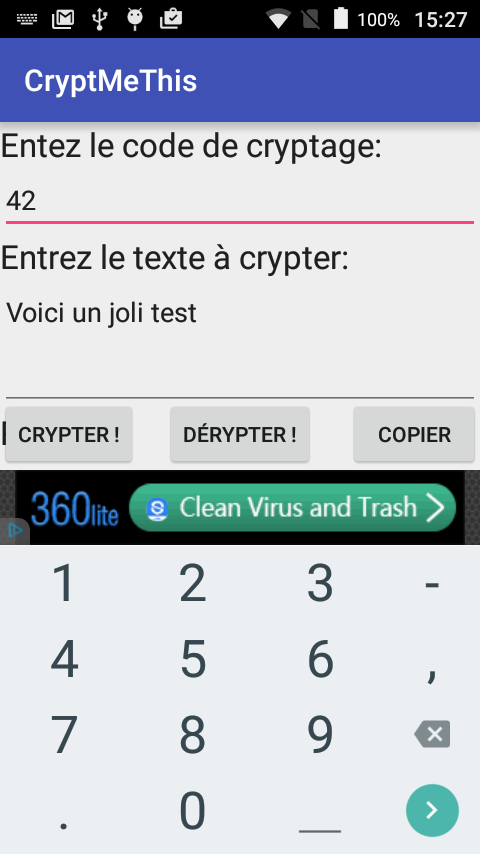 100% 15:27
CryptMeThis
Entez le code de cryptage:
42
Entrez le texte à crypter:
Voici un joli test
CRYPTER ! DÉRYPTER ! COPIER
360lite Clean Virus and Trash
1 2 3 -
4 5 6 ,
7 8 9
. 0